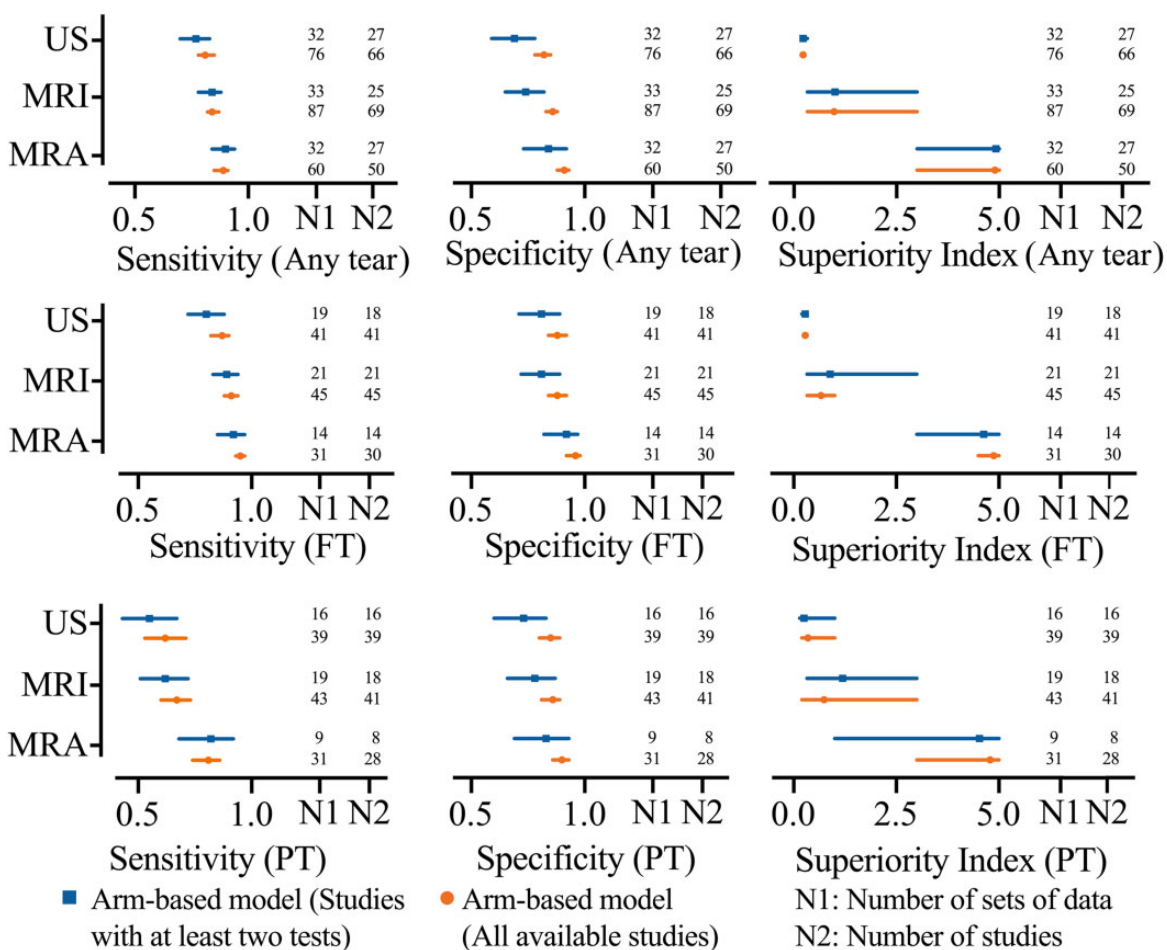 US 32 27 32 27 32 27
76 66 76 66 76 66
MRI 33 25 33 25 33 25
87 69 87 69 87 69
MRA 32 27 32 27 32 27
60 50 60 50 60 50
0.5 1.0 N1 N2 0.5 1.0 N1 N2 0.0 2.5 5.0 N1 N2
Sensitivity (Any tear) Specificity (Any tear) Superiority Index (Any tear)
US 19 18 19 18 19 18
41 41 41 41 41 41
MRI 21 21 21 21 21 21
45 45 45 45 45 45
MRA 14 14 14 14 14 14
31 30 31 30 31 30
0.5 1.0 N1 N2 0.5 1.0 N1 N2 0.0 2.5 5.0 N1 N2
Sensitivity (FT) Specificity (FT) Superiority Index (FT)
US 16 16 16 16 16 16
39 39 39 39 39 39
MRI 19 18 19 18 19 18
43 41 43 41 43 41
MRA 9 8 9 8 9 8
31 28 31 28 31 28
0.5 1.0 N1 N2 0.5 1.0 N1 N2 0.0 2.5 5.0 N1 N2
Sensitivity (PT) Specificity (PT) Superiority Index (PT)
Arm-based model (Studies
with at least two tests)
Arm-based model
(All available studies)
N1: Number of sets of data
N2: Number of studies